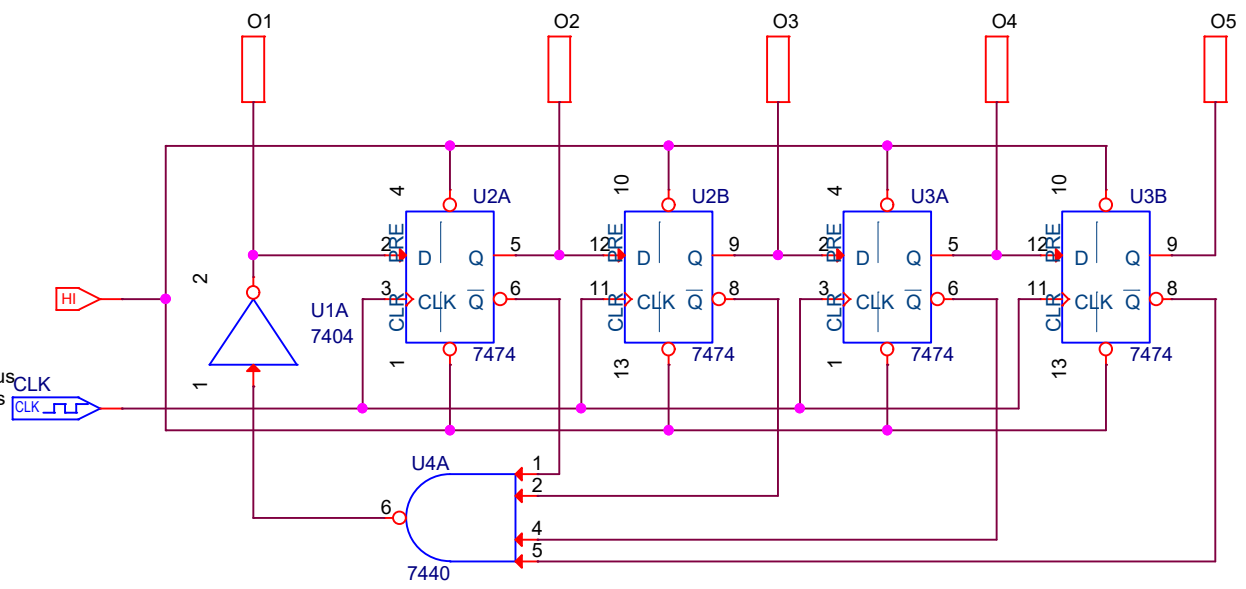 O1 O2 O3 O4 O5
4 10 4 10
U2A U2B U3A U3B
PRE PRE PRE PRE
2 D Q 5 12 D Q 9 2 D Q 5 12 D Q 9
2
HI
3 CLK Q 6 11 CLK Q 8 3 CLK Q 6 11 CLK Q 8
CLR CLR CLR CLR
U1A
7404
7474 7474 7474 7474
1 13 1 13
1
CLK
CLK
U4A
1
2
6
4
5
7440